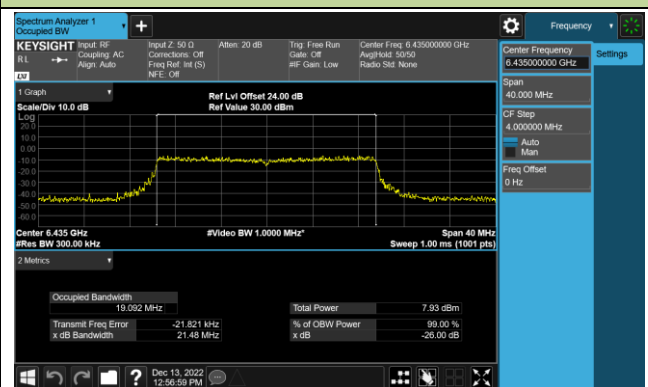 Spectrum Analyzer 1
Occupied BW
Frequency
KEYSIGHT
RL
LXI
Input: RF
Coupling: AC
Align: Auto
Input Z: 50 Ω
Corrections: Off
Freq Ref: Int (S)
NFE: Off
Atten: 20 dB
Trig: Free Run
Gate: Off
#IF Gain: Low
Center Freq: 6.435000000 GHz
Avg|Hold: 50/50
Radio Std: None
Center Frequency
6.435000000 GHz
Settings
Span
40.000 MHz
CF Step
4.000000 MHz
Auto
Man
Freq Offset
0 Hz
1 Graph
Scale/Div 10.0 dB
Ref Lvl Offset 24.00 dB
Ref Value 30.00 dBm
Log
20.0
10.0
0.00
-10.0
-20.0
-30.0
-40.0
-50.0
-60.0
Center 6.435 GHz
#Video BW 1.0000 MHz*
Span 40 MHz
#Res BW 300.00 kHz
Sweep 1.00 ms (1001 pts)
2 Metrics
Occupied Bandwidth
19.092 MHz
Total Power 7.93 dBm
Transmit Freq Error -21.821 kHz
% of OBW Power 99.00 %
x dB Bandwidth 21.48 MHz
x dB -26.00 dB
?
Dec 13, 2022
12:56:59 PM